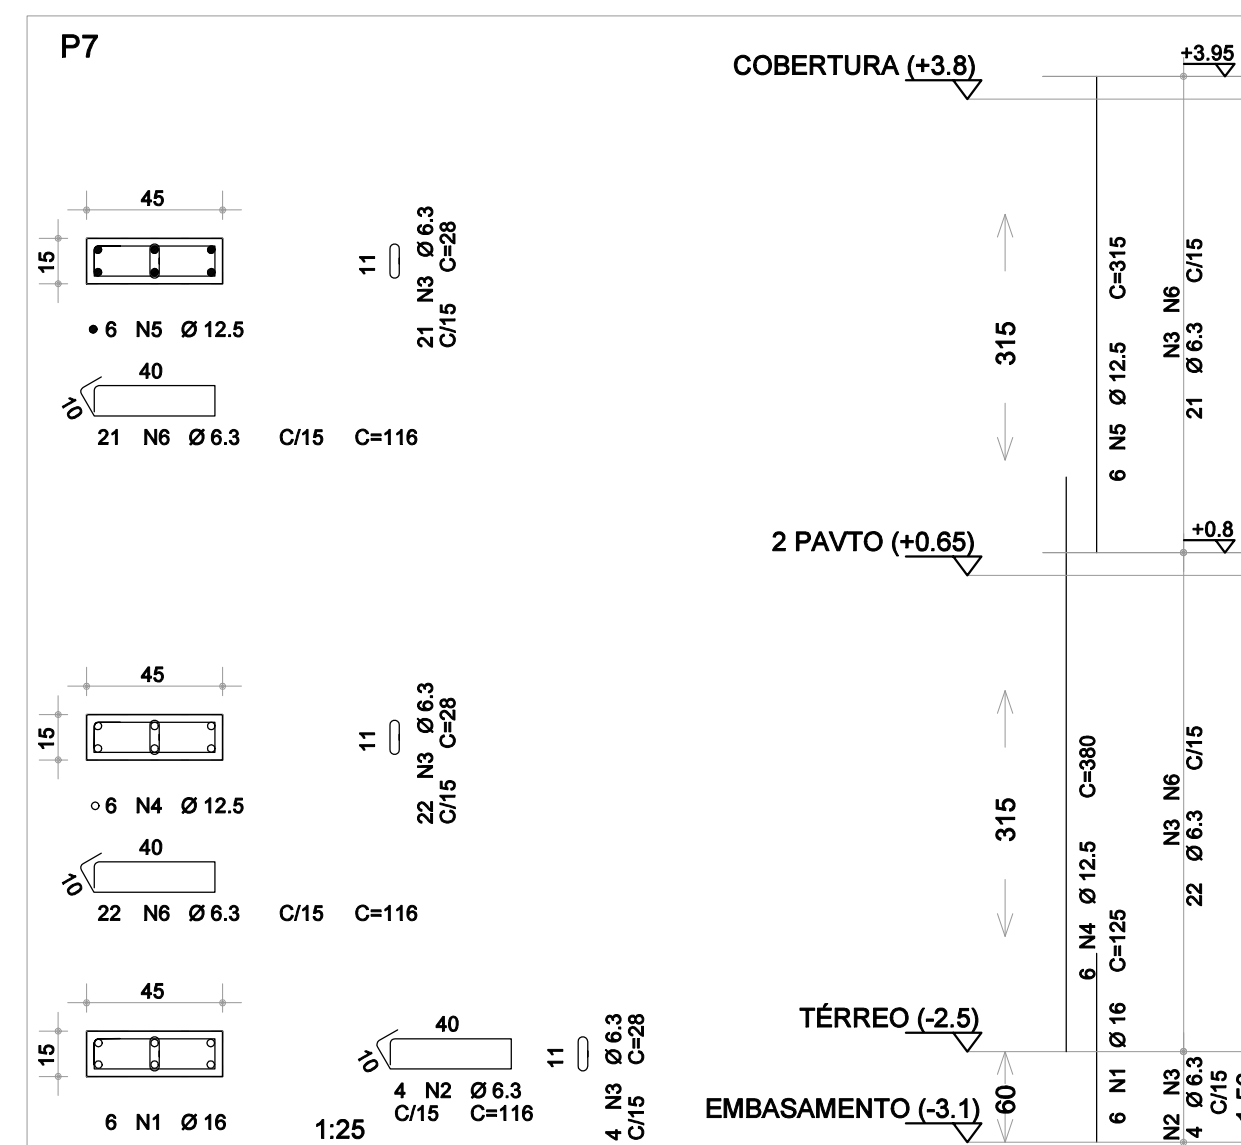 P7
COBERTURA (+3.8)
+3.95
45
15
6 N5 Ø 12.5
11
21 N3 Ø 6.3
C/15 C=28
40
10
21 N6 Ø 6.3 C/15 C=116
315
6 N5 Ø 12.5 C=315
N3 N6
21 Ø 6.3 C/15
2 PAVTO (+0.65)
+0.8
45
15
6 N4 Ø 12.5
11
22 N3 Ø 6.3
C/15 C=28
40
10
22 N6 Ø 6.3 C/15 C=116
315
6 N4 Ø 12.5 C=380
N3 N6
22 Ø 6.3 C/15
TÉRREO (-2.5)
45
15
6 N1 Ø 16
40
10
4 N2 Ø 6.3
C/15 C=116
11
4 N3 Ø 6.3
C/15 C=28
1:25
EMBASAMENTO (-3.1)
60
6 N1 Ø 16 C=125
N2 N3
4 Ø 6.3
C/15